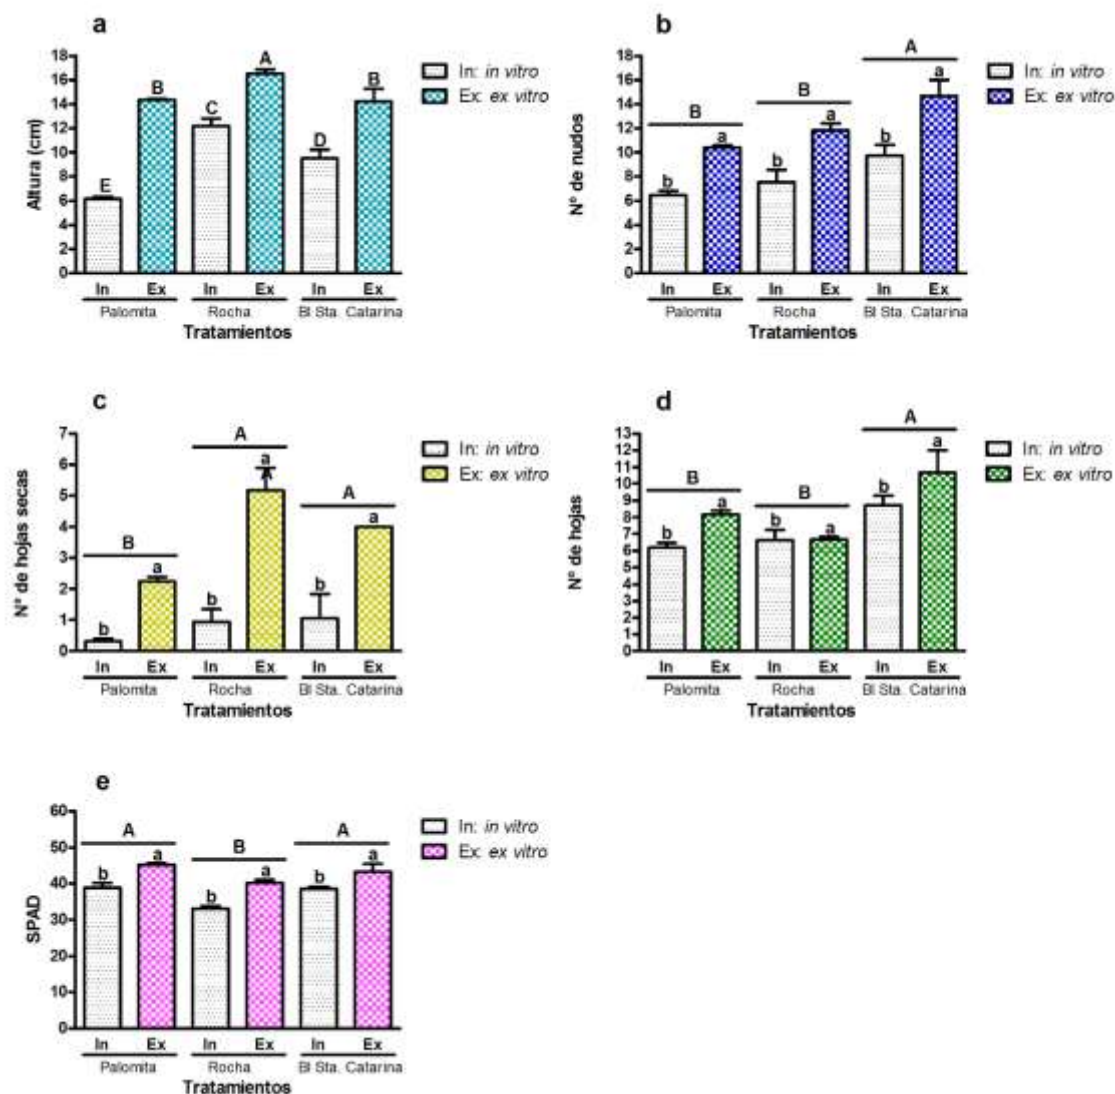 a
18
16
14
12
10
8
6
4
2
0
Altura (cm)
E
B
C
A
D
B
In Ex In Ex In Ex
Palomita Rocha Bl Sta. Catarina
Tratamientos
In: in vitro
Ex: ex vitro
b
18
16
14
12
10
8
6
4
2
0
N° de nudos
B
B
A
b
a
b
a
b
a
In Ex In Ex In Ex
Palomita Rocha Bl Sta. Catarina
Tratamientos
In: in vitro
Ex: ex vitro
c
7
6
5
4
3
2
1
0
N° de hojas secas
B
A
A
b
a
b
a
A
b
a
In Ex In Ex In Ex
Palomita Rocha Bl Sta. Catarina
Tratamientos
In: in vitro
Ex: ex vitro
d
13
12
11
10
9
8
7
6
5
4
3
2
1
0
N° de hojas
B
B
A
b
a
b
a
b
a
In Ex In Ex In Ex
Palomita Rocha Bl Sta. Catarina
Tratamientos
In: in vitro
Ex: ex vitro
e
60
50
40
30
20
10
0
SPAD
A
B
A
b
a
b
a
b
a
In Ex In Ex In Ex
Palomita Rocha Bl Sta. Catarina
Tratamientos
In: in vitro
Ex: ex vitro